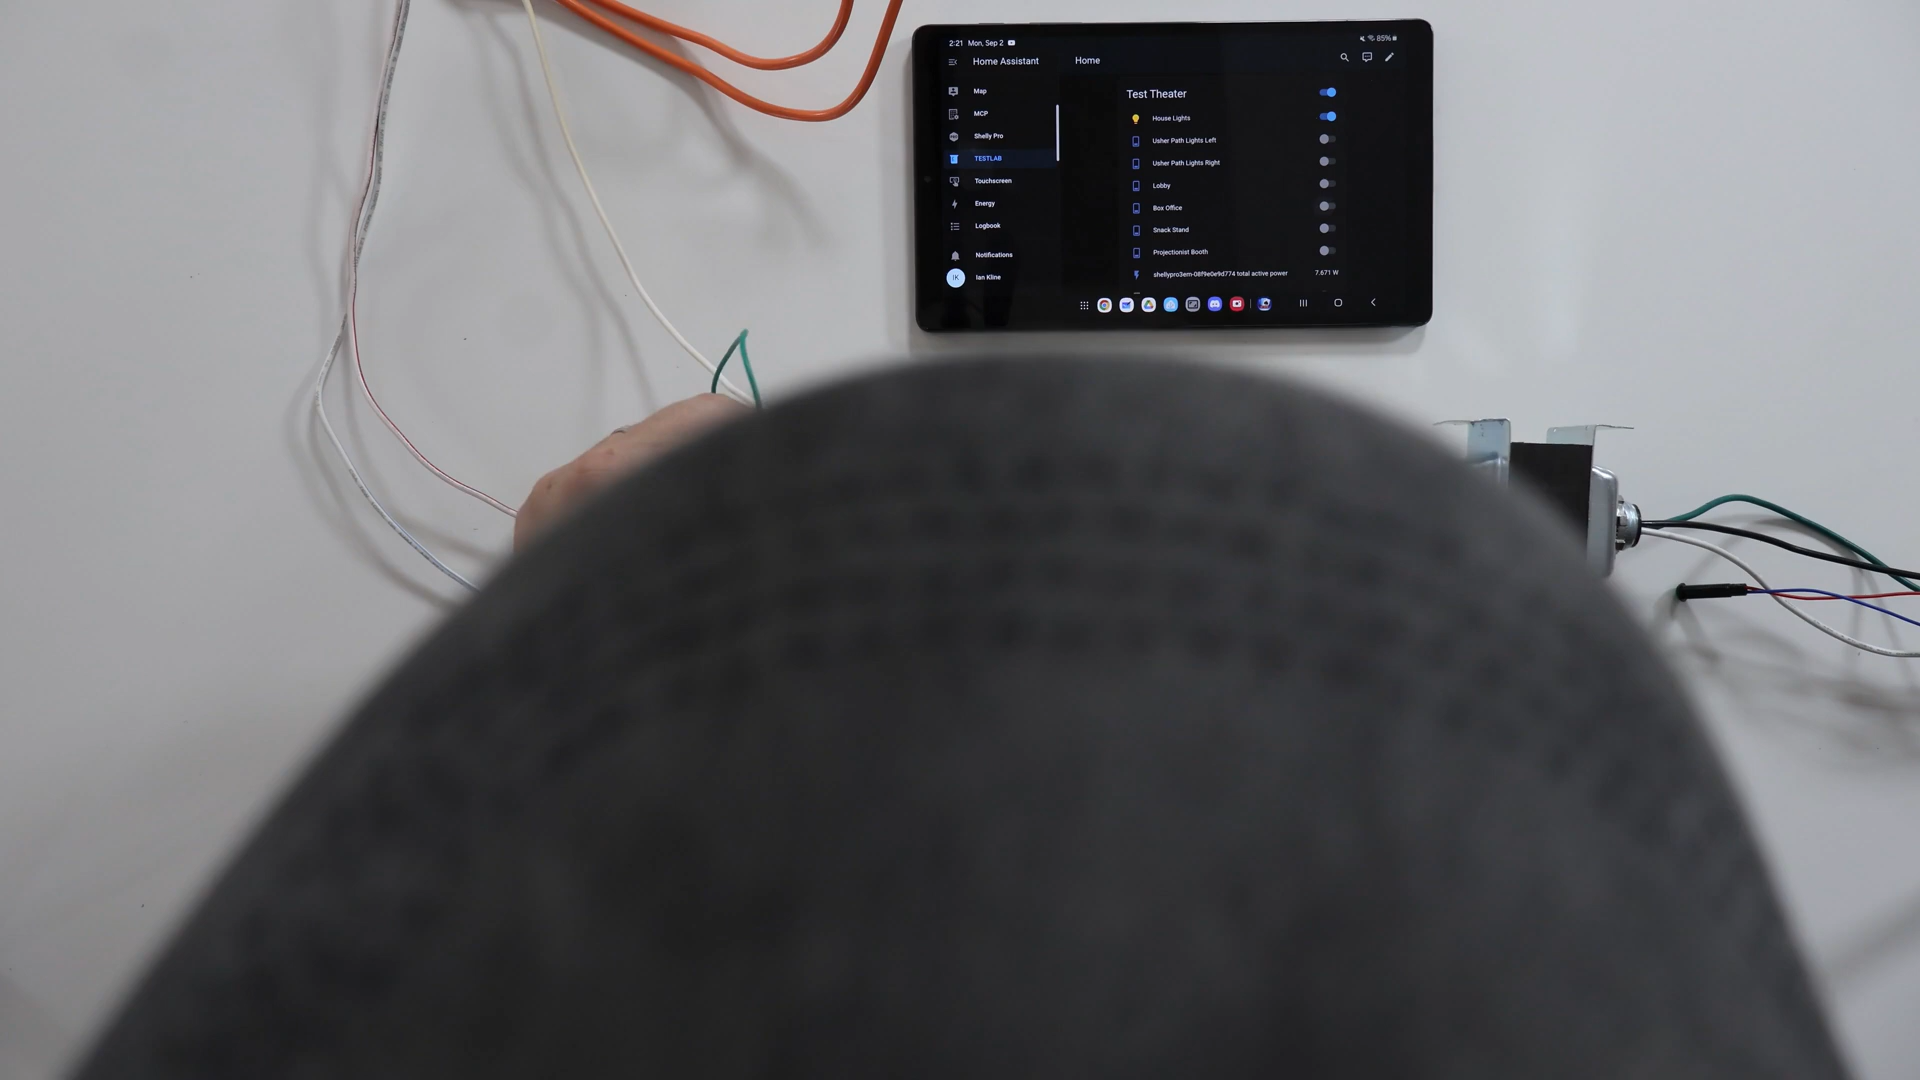 2:21 Mon, Sep 2
85%
Home Assistant
Home
Map
MCP
Shelly Pro
TESTLAB
Touchscreen
Energy
Logbook
Notifications
IK Ian Kline
Test Theater
House Lights
Usher Path Lights Left
Usher Path Lights Right
Lobby
Box Office
Snack Stand
Projectionist Booth
shellypro3em-08f9e0e9d774 total active power 7.671 W